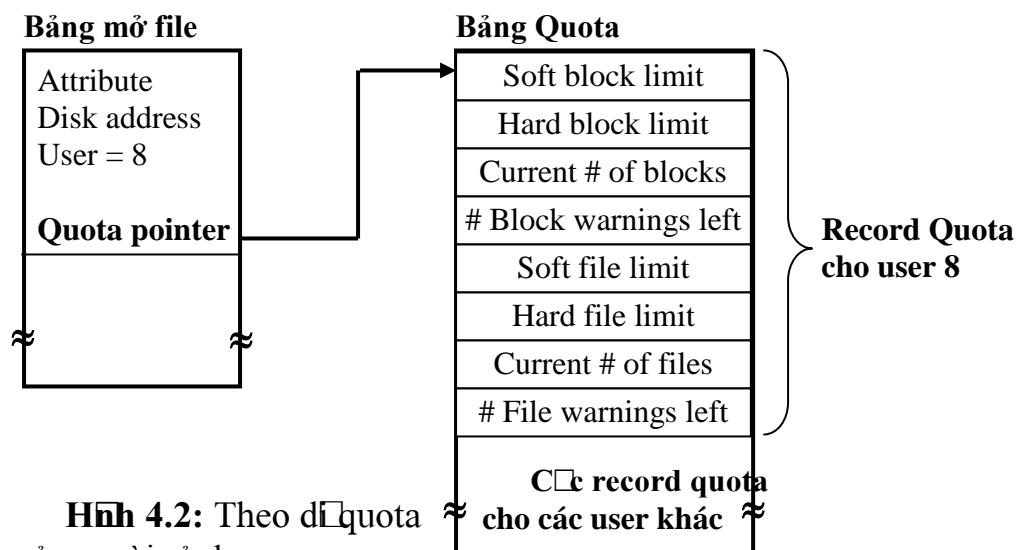 Bảng mở file
Attribute
Disk address
User = 8
Quota pointer
Bảng Quota
Soft block limit
Hard block limit
Current # of blocks
# Block warnings left
Soft file limit
Hard file limit
Current # of files
# File warnings left
Record Quota
cho user 8
record quota
cho các user khác
4.2: Theo quota